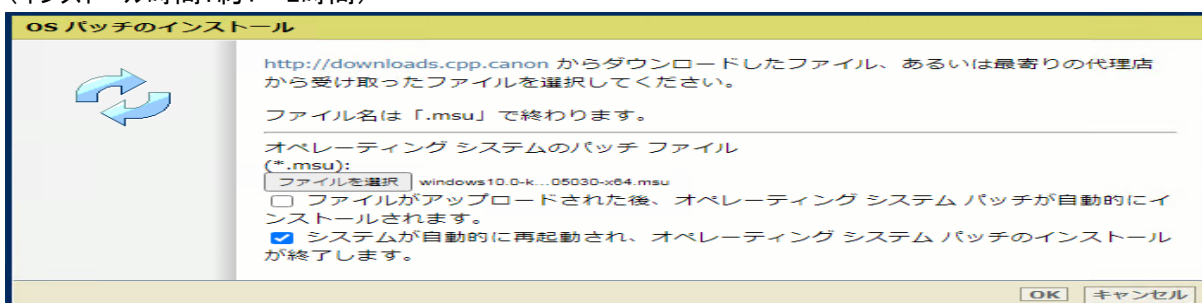 OS パッチのインストール
http://downloads.cpp.canon からダウンロードしたファイル、あるいは最寄りの代理店
から受け取ったファイルを選択してください。
ファイル名は「.msu」で終わります。
オペレーティング システムのパッチ ファイル
(*.msu):
ファイルを選択 windows10.0-k...05030-x64.msu
ファイルがアップロードされた後、オペレーティング システム パッチが自動的にイ
ンストールされます。
システムが自動的に再起動され、オペレーティング システム パッチのインストール
が終了します。
OK キャンセル